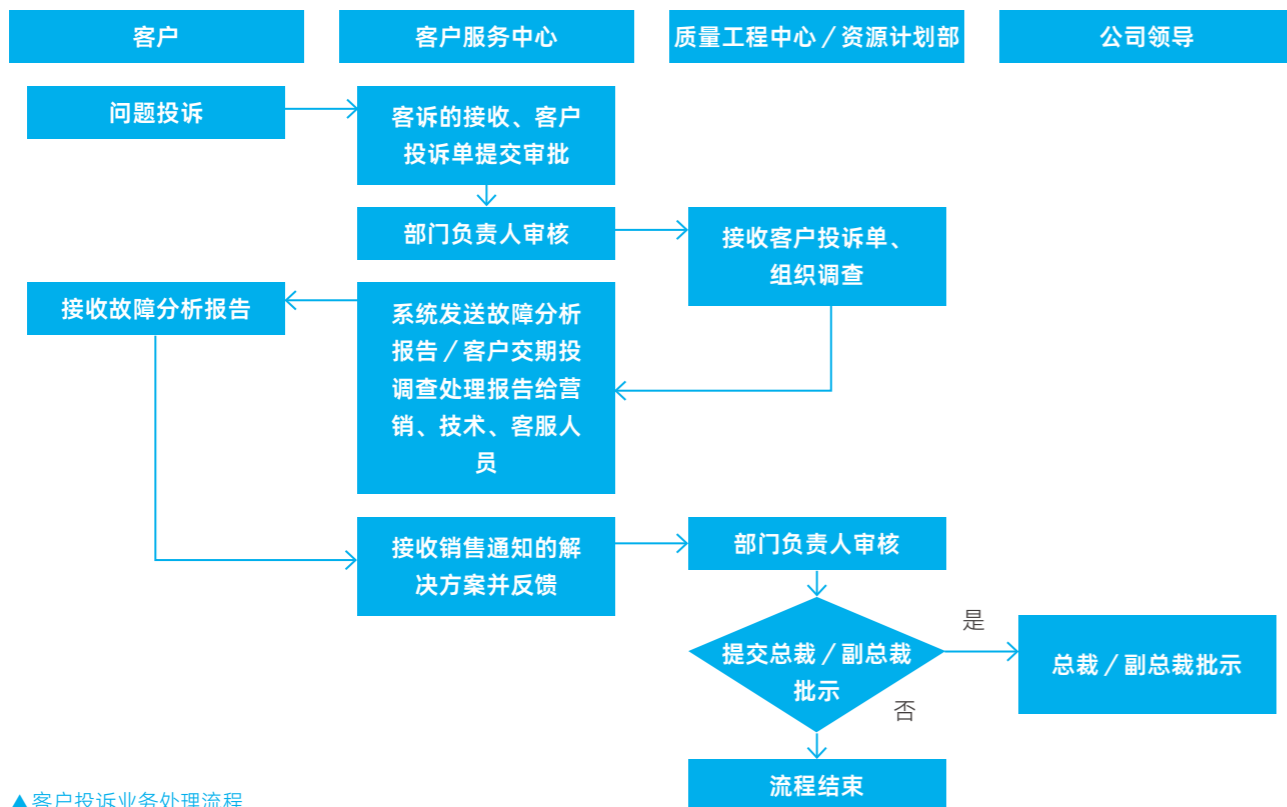 客户
客户服务中心
质量工程中心 / 资源计划部
公司领导
问题投诉
客诉的接收、客户
投诉单提交审批
部门负责人审核
接收客户投诉单、
组织调查
接收故障分析报告
系统发送故障分析
报告 / 客户交期投
调查处理报告给营
销、技术、客服人
员
接收销售通知的解
决方案并反馈
部门负责人审核
提交总裁 / 副总裁
批示
是
总裁 / 副总裁批示
否
流程结束
▲客户投诉业务处理流程